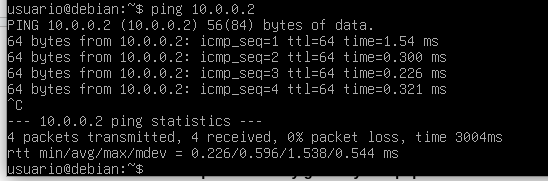 usuario@debian:~$ ping 10.0.0.2
PING 10.0.0.2 (10.0.0.2) 56(84) bytes of data.
64 bytes from 10.0.0.2: icmp_seq=1 ttl=64 time=1.54 ms
64 bytes from 10.0.0.2: icmp_seq=2 ttl=64 time=0.300 ms
64 bytes from 10.0.0.2: icmp_seq=3 ttl=64 time=0.226 ms
64 bytes from 10.0.0.2: icmp_seq=4 ttl=64 time=0.321 ms
^C
--- 10.0.0.2 ping statistics ---
4 packets transmitted, 4 received, 0% packet loss, time 3004ms
rtt min/avg/max/mdev = 0.226/0.596/1.538/0.544 ms
usuario@debian:~$